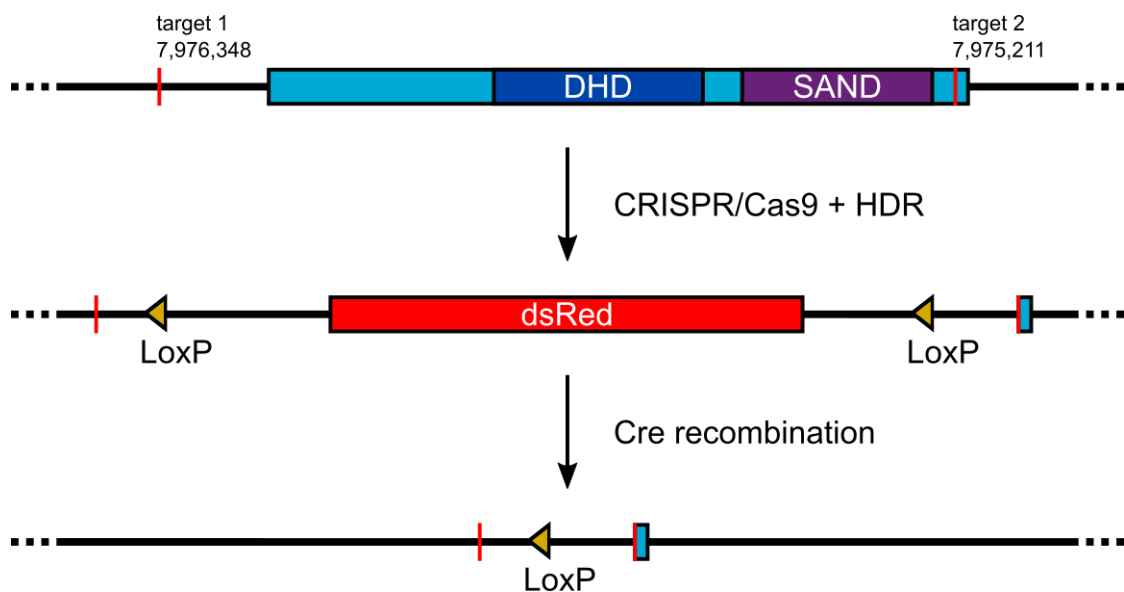 target 1
7,976,348
target 2
7,975,211
DHD
SAND
CRISPR/Cas9 + HDR
dsRed
LoxP
LoxP
Cre recombination
LoxP